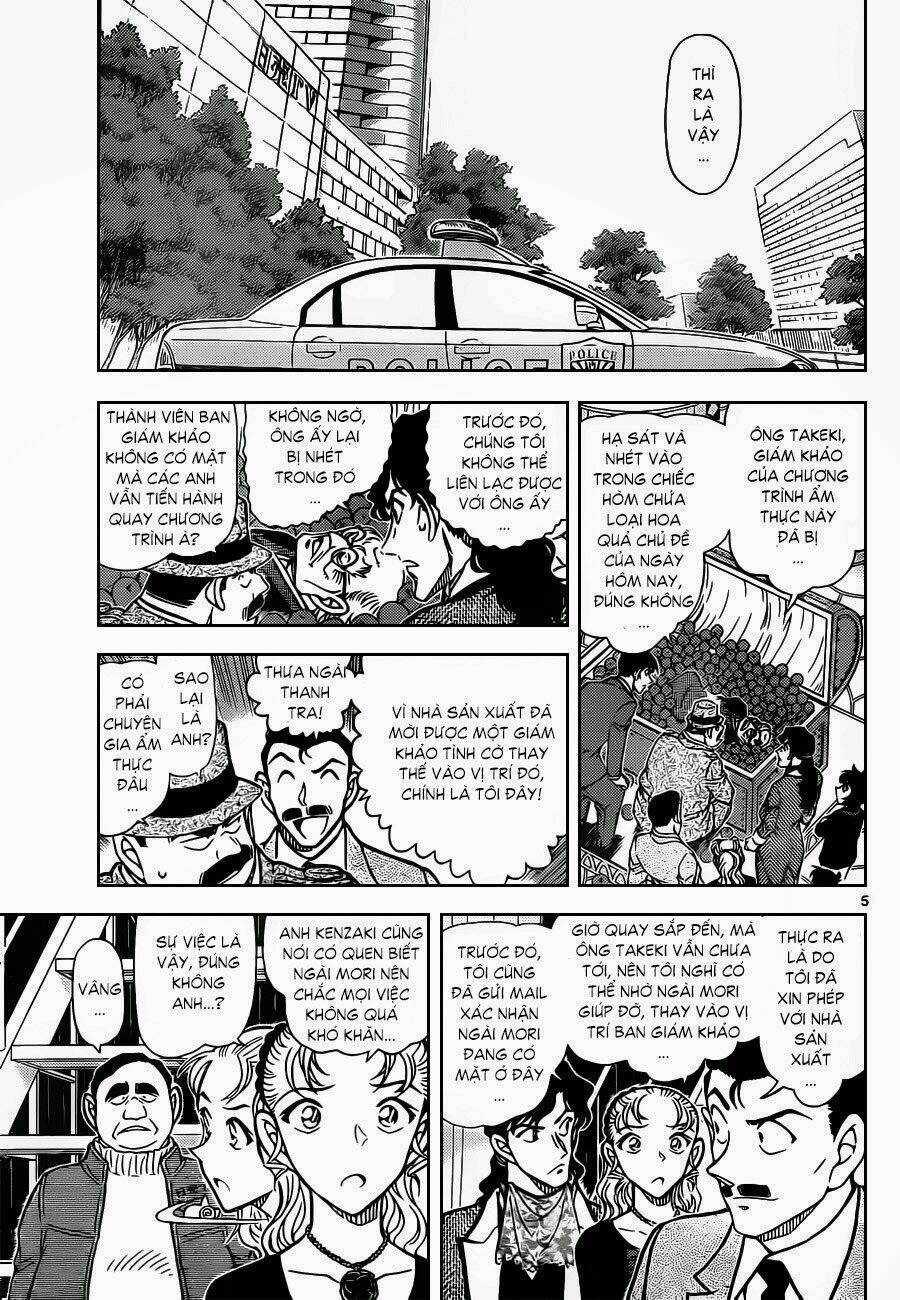 THÌ
RA
LÀ
VẬY
...
POLICE
POLICE
ÔNG TAKEKI,
GIÁM KHẢO
CỦA CHƯƠNG
TRÌNH ẨM
THỰC NÀY
ĐÃ BỊ
...
HẠ SÁT VÀ
NHÉT VÀO
TRONG CHIẾC
HÒM CHỨA
LOẠI HOA
QUẢ CHỦ ĐỀ
CỦA NGÀY
HÔM NAY,
ĐÚNG KHÔNG
...
TRƯỚC ĐÓ,
CHÚNG TÔI
KHÔNG THỂ
LIÊN LẠC ĐƯỢC
VỚI ÔNG ẤY
...
KHÔNG NGỜ,
ÔNG ẤY LẠI
BỊ NHÉT
TRONG ĐÓ
...
THÀNH VIÊN BAN
GIÁM KHẢO
KHÔNG CÓ MẶT
MÀ CÁC ANH
VẪN TIẾN HÀNH
QUAY CHƯƠNG
TRÌNH À?
VÌ NHÀ SẢN XUẤT ĐÃ
MỜI ĐƯỢC MỘT GIÁM
KHẢO TÌNH CỜ THAY
THẾ VÀO VỊ TRÍ ĐÓ,
CHÍNH LÀ TÔI ĐÂY!
THƯA NGÀI
THANH
TRA!
SAO
LẠI
LÀ
ANH?
CÓ
PHẢI
CHUYÊN
GIA ẨM
THỰC
ĐÂU
...
5
THỰC RA
LÀ DO
TÔI ĐÃ
XIN PHÉP
VỚI NHÀ
SẢN
XUẤT
...
GIỜ QUAY SẮP ĐẾN, MÀ
ÔNG TAKEKI VẪN CHƯA
TỚI, NÊN TÔI NGHĨ CÓ
THỂ NHỜ NGÀI MORI
GIÚP ĐỠ, THAY VÀO VỊ
TRÍ BAN GIÁM KHẢO
...
TRƯỚC ĐÓ,
TÔI CŨNG
ĐÃ GỬI MAIL
XÁC NHẬN
NGÀI MORI
ĐANG CÓ
MẶT Ở ĐÂY
...
ANH KENZAKI CŨNG
NÓI CÓ QUEN BIẾT
NGÀI MORI NÊN
CHẮC MỌI VIỆC
KHÔNG QUÁ
KHÓ KHĂN...
SỰ VIỆC LÀ
VẬY, ĐÚNG
KHÔNG
ANH...?
VÂNG
...